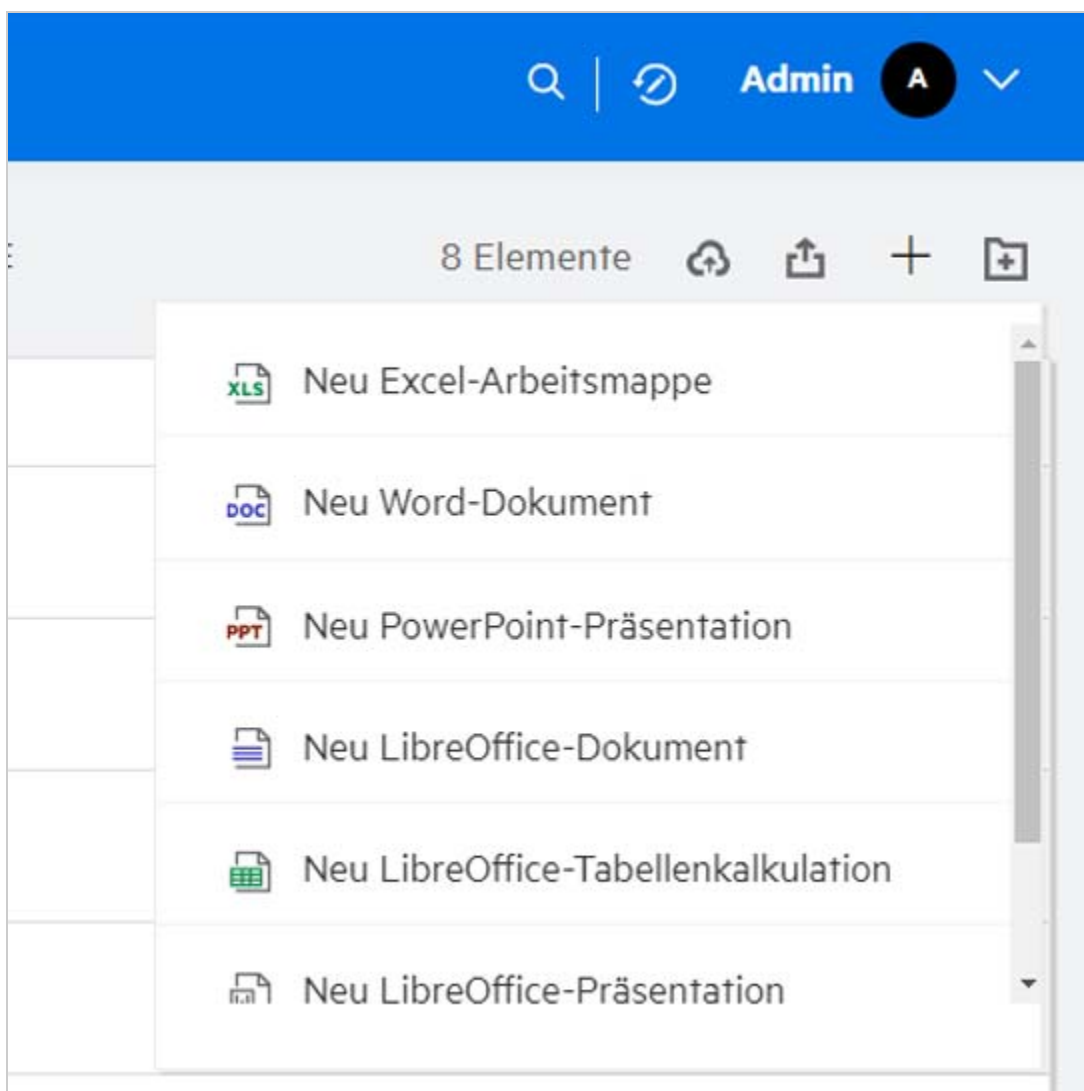 Admin A
8 Elemente
XLS Neu Excel-Arbeitsmappe
DOC Neu Word-Dokument
PPT Neu PowerPoint-Präsentation
Neu LibreOffice-Dokument
Neu LibreOffice-Tabellenkalkulation
Neu LibreOffice-Präsentation